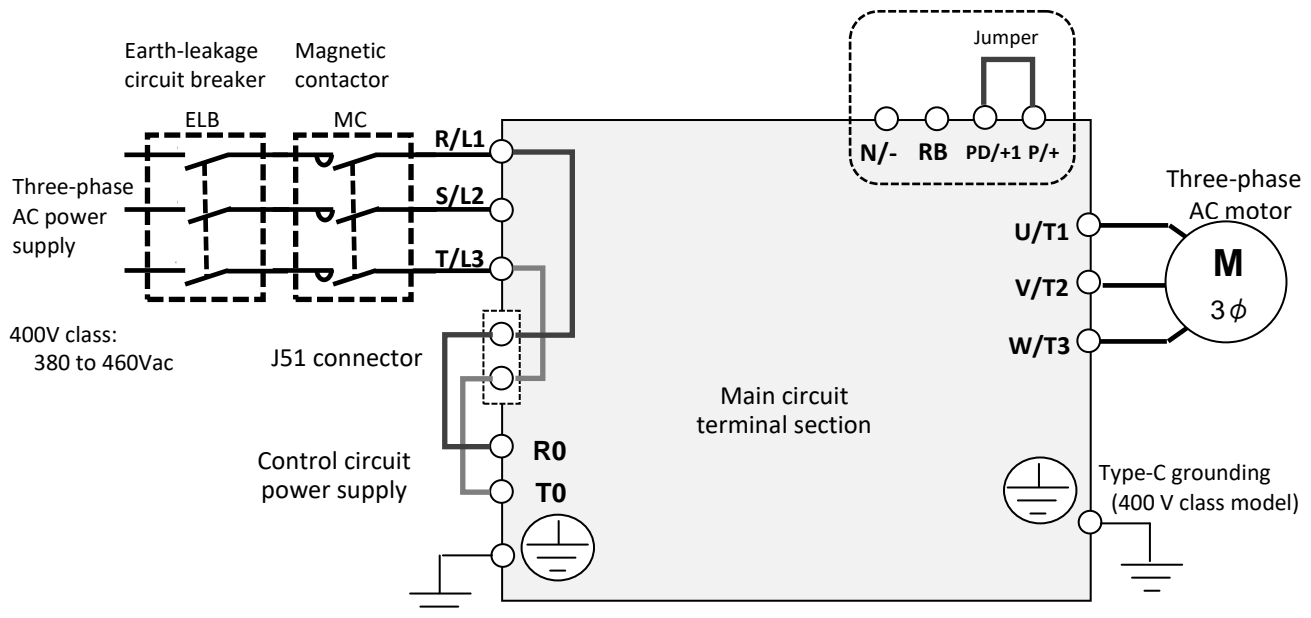 Earth-leakage
circuit breaker
Magnetic
contactor
ELB
MC
Jumper
N/-
RB
PD/+1
P/+
R/L1
S/L2
T/L3
Three-phase
AC power
supply
400V class:
380 to 460Vac
J51 connector
Control circuit
power supply
R0
T0
Main circuit
terminal section
U/T1
V/T2
W/T3
Three-phase
AC motor
M
3ϕ
Type-C grounding
(400 V class model)